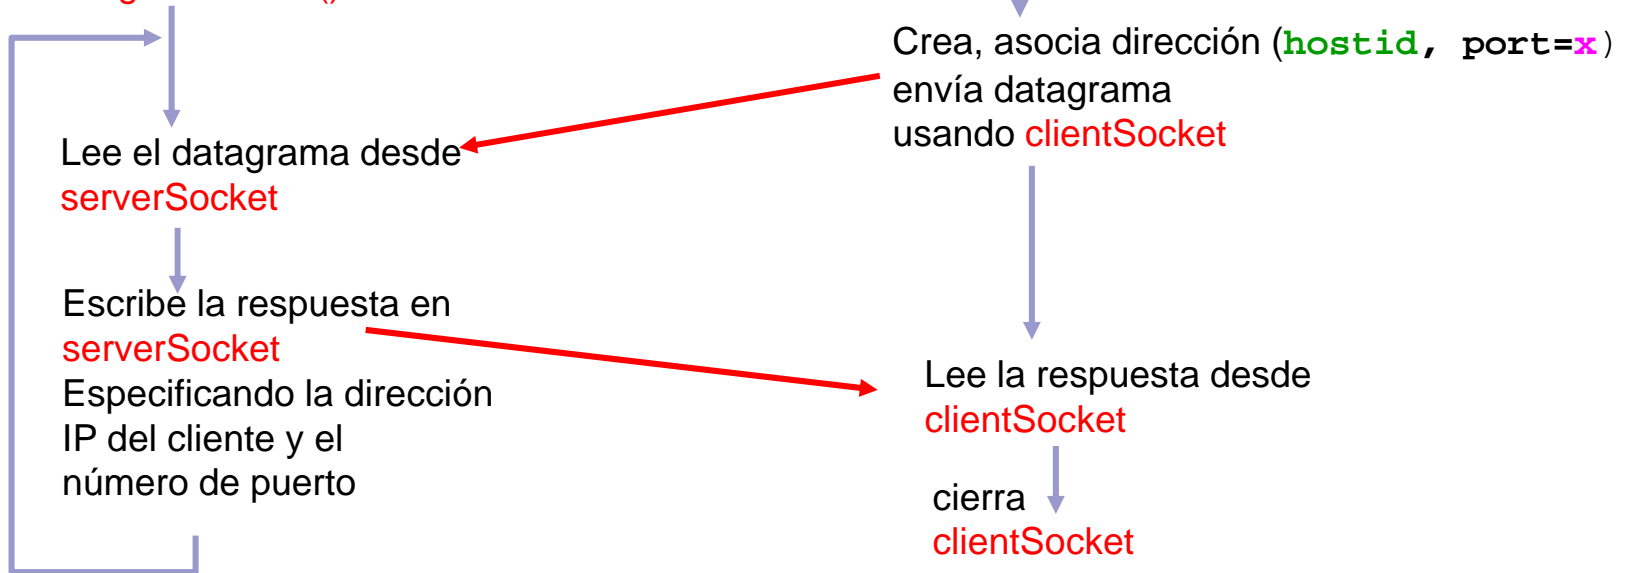 Lee el datagrama desde
serverSocket
Escribe la respuesta en
serverSocket
Especificando la dirección
IP del cliente y el
número de puerto
Crea, asocia dirección (hostid, port=x)
envía datagrama
usando clientSocket
Lee la respuesta desde
clientSocket
cierra
clientSocket